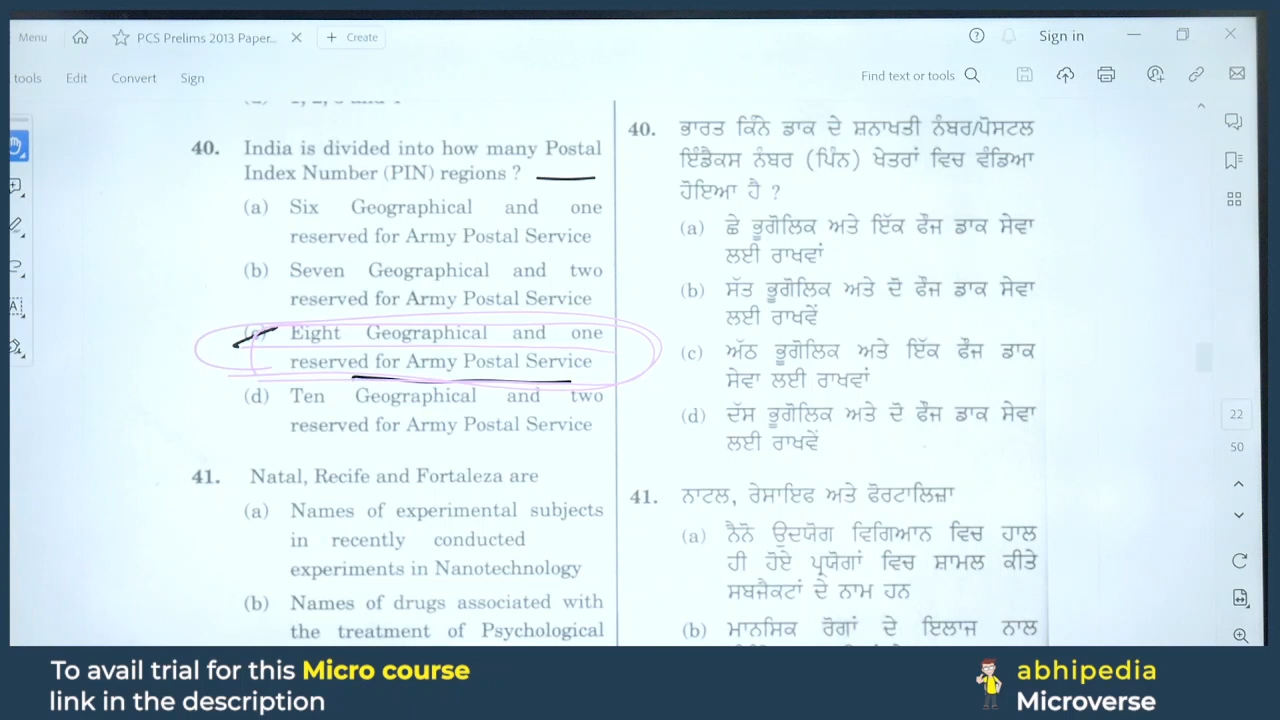 Menu
PCS Prelims 2013 Paper...
+ Create
Sign in
tools
Edit
Convert
Sign
Find text or tools
40. India is divided into how many Postal
Index Number (PIN) regions ?
(a) Six Geographical and one
reserved for Army Postal Service
(b) Seven Geographical and two
reserved for Army Postal Service
Eight Geographical and one
reserved for Army Postal Service
(d) Ten Geographical and two
reserved for Army Postal Service
41. Natal, Recife and Fortaleza are
(a) Names of experimental subjects
in recently conducted
experiments in Nanotechnology
(b) Names of drugs associated with
the treatment of Psychological
40. ਭਾਰਤ ਕਿੰਨੇ ਡਾਕ ਦੇ ਸ਼ਨਾਖਤੀ ਨੰਬਰ/ਪੋਸਟਲ
ਇੰਡੈਕਸ ਨੰਬਰ (ਪਿੰਨ) ਖੇਤਰਾਂ ਵਿਚ ਵੰਡਿਆ
ਹੋਇਆ ਹੈ ?
(a) ਛੇ ਭੂਗੋਲਿਕ ਅਤੇ ਇੱਕ ਫੌਜ ਡਾਕ ਸੇਵਾ
ਲਈ ਰਾਖਵਾਂ
(b) ਸੱਤ ਭੂਗੋਲਿਕ ਅਤੇ ਦੋ ਫੌਜ ਡਾਕ ਸੇਵਾ
ਲਈ ਰਾਖਵੇਂ
(c) ਅੱਠ ਭੂਗੋਲਿਕ ਅਤੇ ਇੱਕ ਫੌਜ ਡਾਕ
ਸੇਵਾ ਲਈ ਰਾਖਵਾਂ
(d) ਦੱਸ ਭੂਗੋਲਿਕ ਅਤੇ ਦੋ ਫੌਜ ਡਾਕ ਸੇਵਾ
ਲਈ ਰਾਖਵੇਂ
41. ਨਾਟਲ, ਰੇਸਾਇਫ ਅਤੇ ਫੋਰਟਾਲਿਜ਼ਾ
(a) ਨੈਨੋ ਉਦਯੋਗ ਵਿਗਿਆਨ ਵਿਚ ਹਾਲ
ਹੀ ਹੋਏ ਪ੍ਰਯੋਗਾਂ ਵਿਚ ਸ਼ਾਮਲ ਕੀਤੇ
ਸਬਜੈਕਟਾਂ ਦੇ ਨਾਮ ਹਨ
(b) ਮਾਨਸਿਕ ਰੋਗਾਂ ਦੇ ਇਲਾਜ ਨਾਲ
22
50
To avail trial for this Micro course
link in the description
abhipedia
Microverse